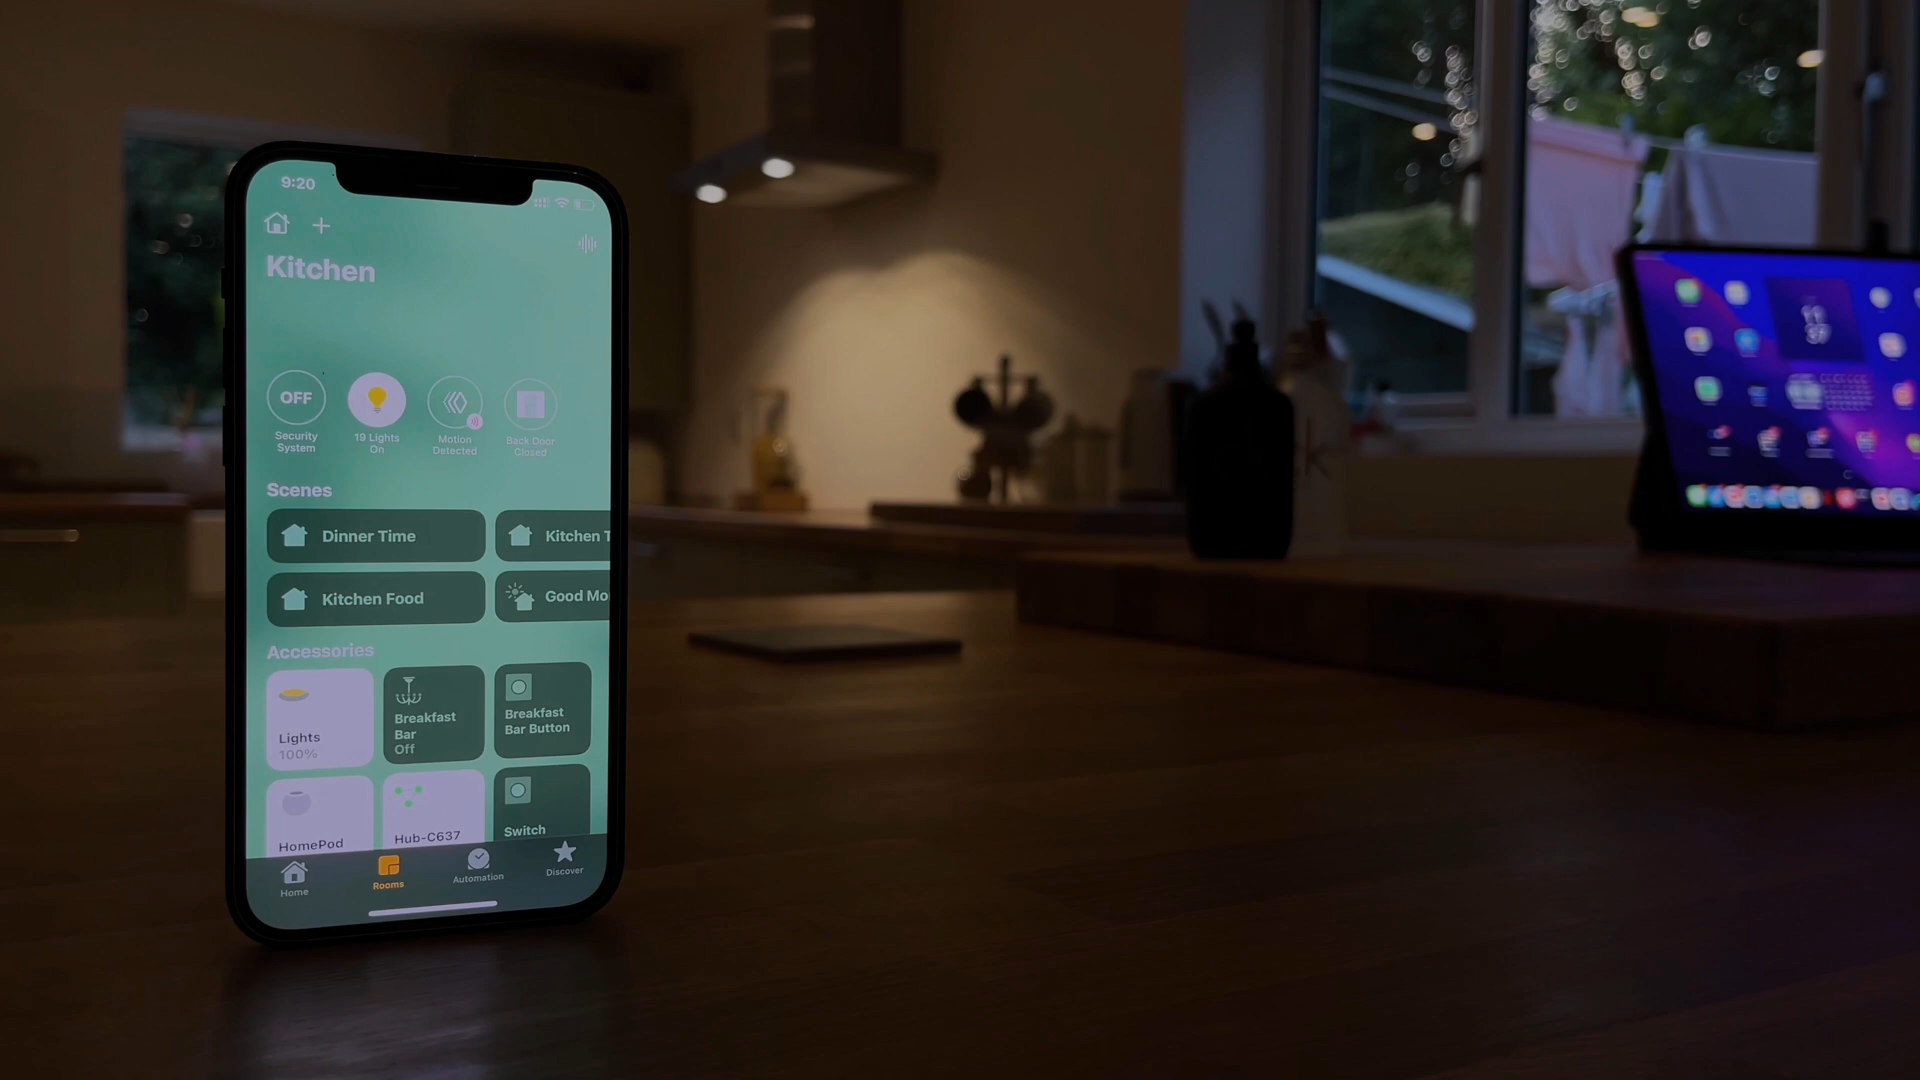 9:20
Kitchen
OFF
Security
System
19 Lights
On
Motion
Detected
Back Door
Closed
Scenes
Dinner Time
Kitchen T
Kitchen Food
Good Mo
Accessories
Lights
100%
Breakfast
Bar
Off
Breakfast
Bar Button
HomePod
Hub-C637
Switch
Home
Rooms
Automation
Discover